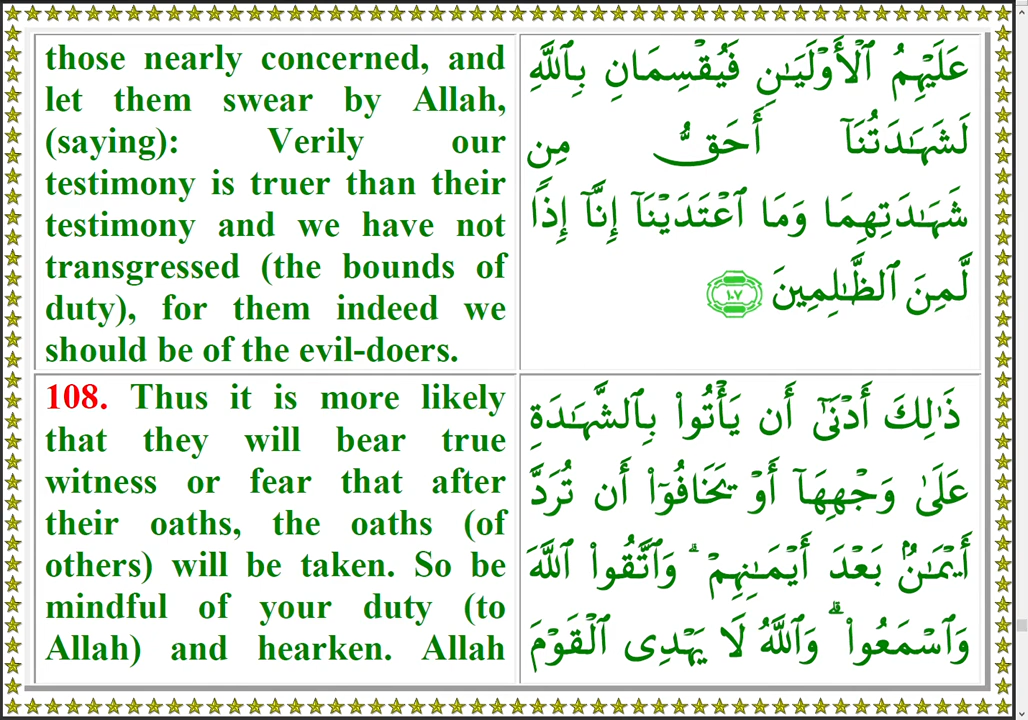 those nearly concerned, and
let them swear by Allah,
(saying): Verily our
testimony is truer than their
testimony and we have not
transgressed (the bounds of
duty), for them indeed we
should be of the evil-doers.
عَلَيْهِمُ ٱلْأَوْلَيَـٰنِ فَيُقْسِمَانِ بِٱللَّهِ
لَشَهَـٰدَتُنَآ أَحَقُّ مِن
شَهَـٰدَتِهِمَا وَمَا ٱعْتَدَيْنَآ إِنَّآ إِذًا
لَّمِنَ ٱلظَّـٰلِمِينَ ١٠٧
108. Thus it is more likely
that they will bear true
witness or fear that after
their oaths, the oaths (of
others) will be taken. So be
mindful of your duty (to
Allah) and hearken. Allah
ذَٰلِكَ أَدْنَىٰٓ أَن يَأْتُوا۟ بِٱلشَّهَـٰدَةِ
عَلَىٰ وَجْهِهَآ أَوْ يَخَافُوٓا۟ أَن تُرَدَّ
أَيْمَـٰنٌۢ بَعْدَ أَيْمَـٰنِهِمْ ۗ وَٱتَّقُوا۟ ٱللَّهَ
وَٱسْمَعُوا۟ ۗ وَٱللَّهُ لَا يَهْدِى ٱلْقَوْمَ